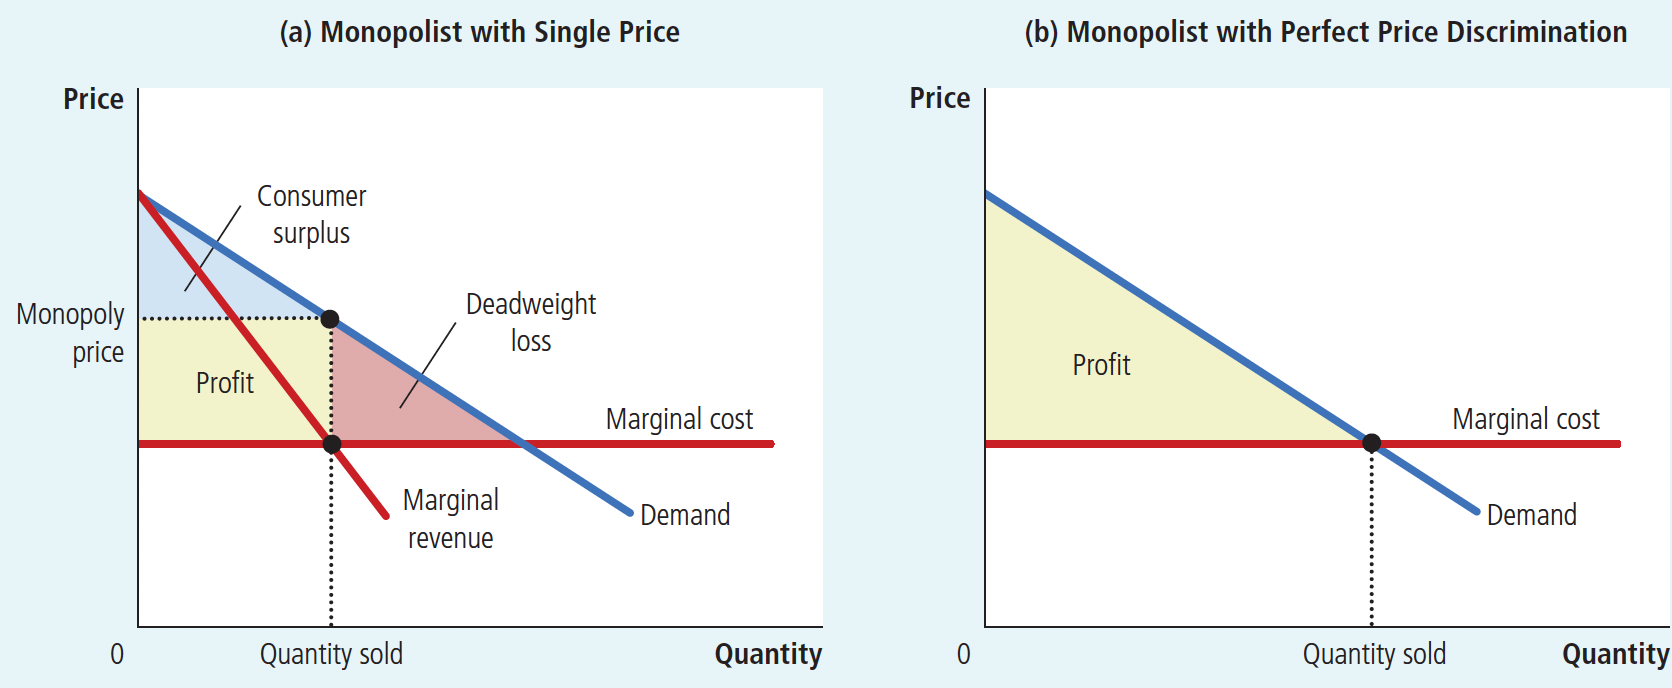 (a) Monopolist with Single Price
Price
Consumer
surplus
Monopoly
price
Deadweight
loss
Profit
Marginal cost
Marginal
revenue
Demand
0
Quantity sold
Quantity
(b) Monopolist with Perfect Price Discrimination
Price
Profit
Marginal cost
Demand
0
Quantity sold
Quantity